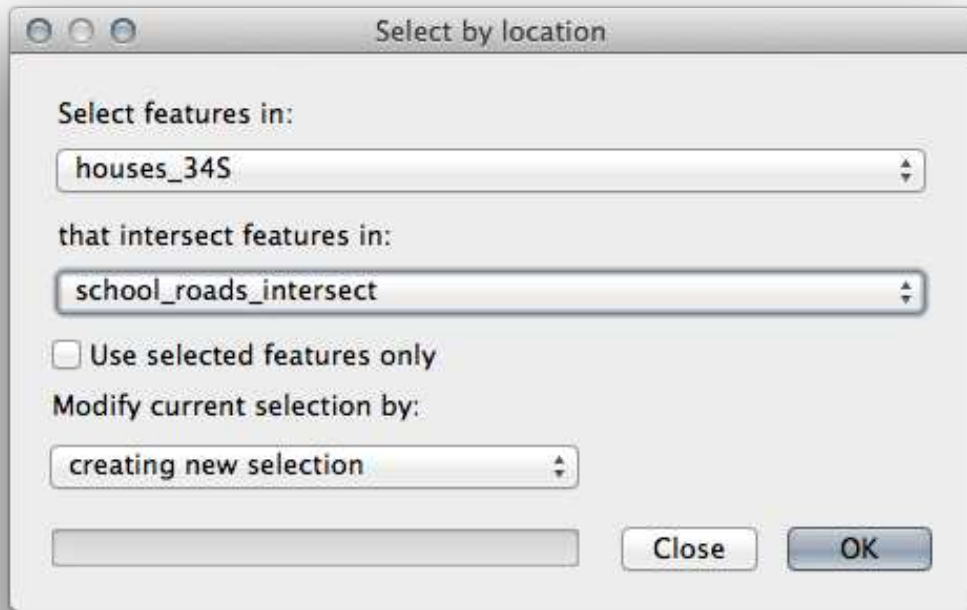 Select by location
Select features in:
houses_34S
that intersect features in:
school_roads_intersect
Use selected features only
Modify current selection by:
creating new selection
Close OK